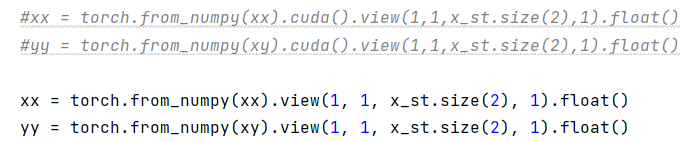 #xx = torch.from_numpy(xx).cuda().view(1,1,x_st.size(2),1).float()
#yy = torch.from_numpy(xy).cuda().view(1,1,x_st.size(2),1).float()
xx = torch.from_numpy(xx).view(1, 1, x_st.size(2), 1).float()
yy = torch.from_numpy(xy).view(1, 1, x_st.size(2), 1).float()